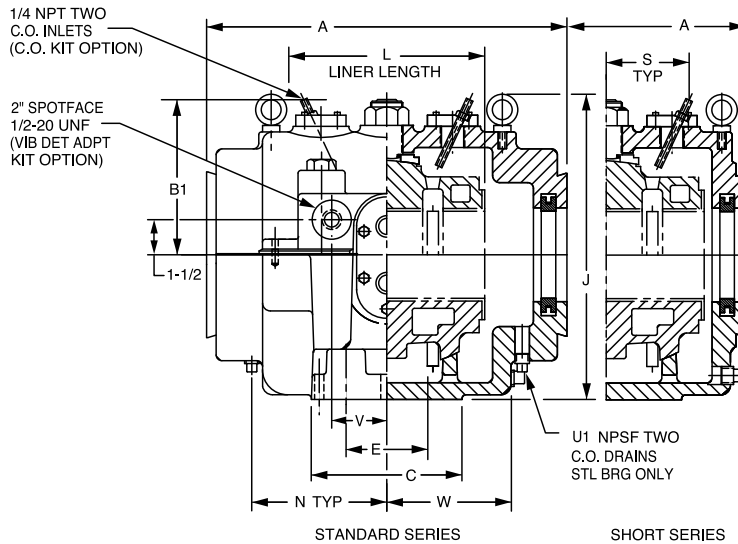 1/4 NPT TWO
C.O. INLETS
(C.O. KIT OPTION)
A
A
L
LINER LENGTH
S
TYP
2" SPOTFACE
1/2-20 UNF
(VIB DET ADPT
KIT OPTION)
B1
1-1/2
J
V
E
C
N TYP
W
U1 NPSF TWO
C.O. DRAINS
STL BRG ONLY
STANDARD SERIES
SHORT SERIES